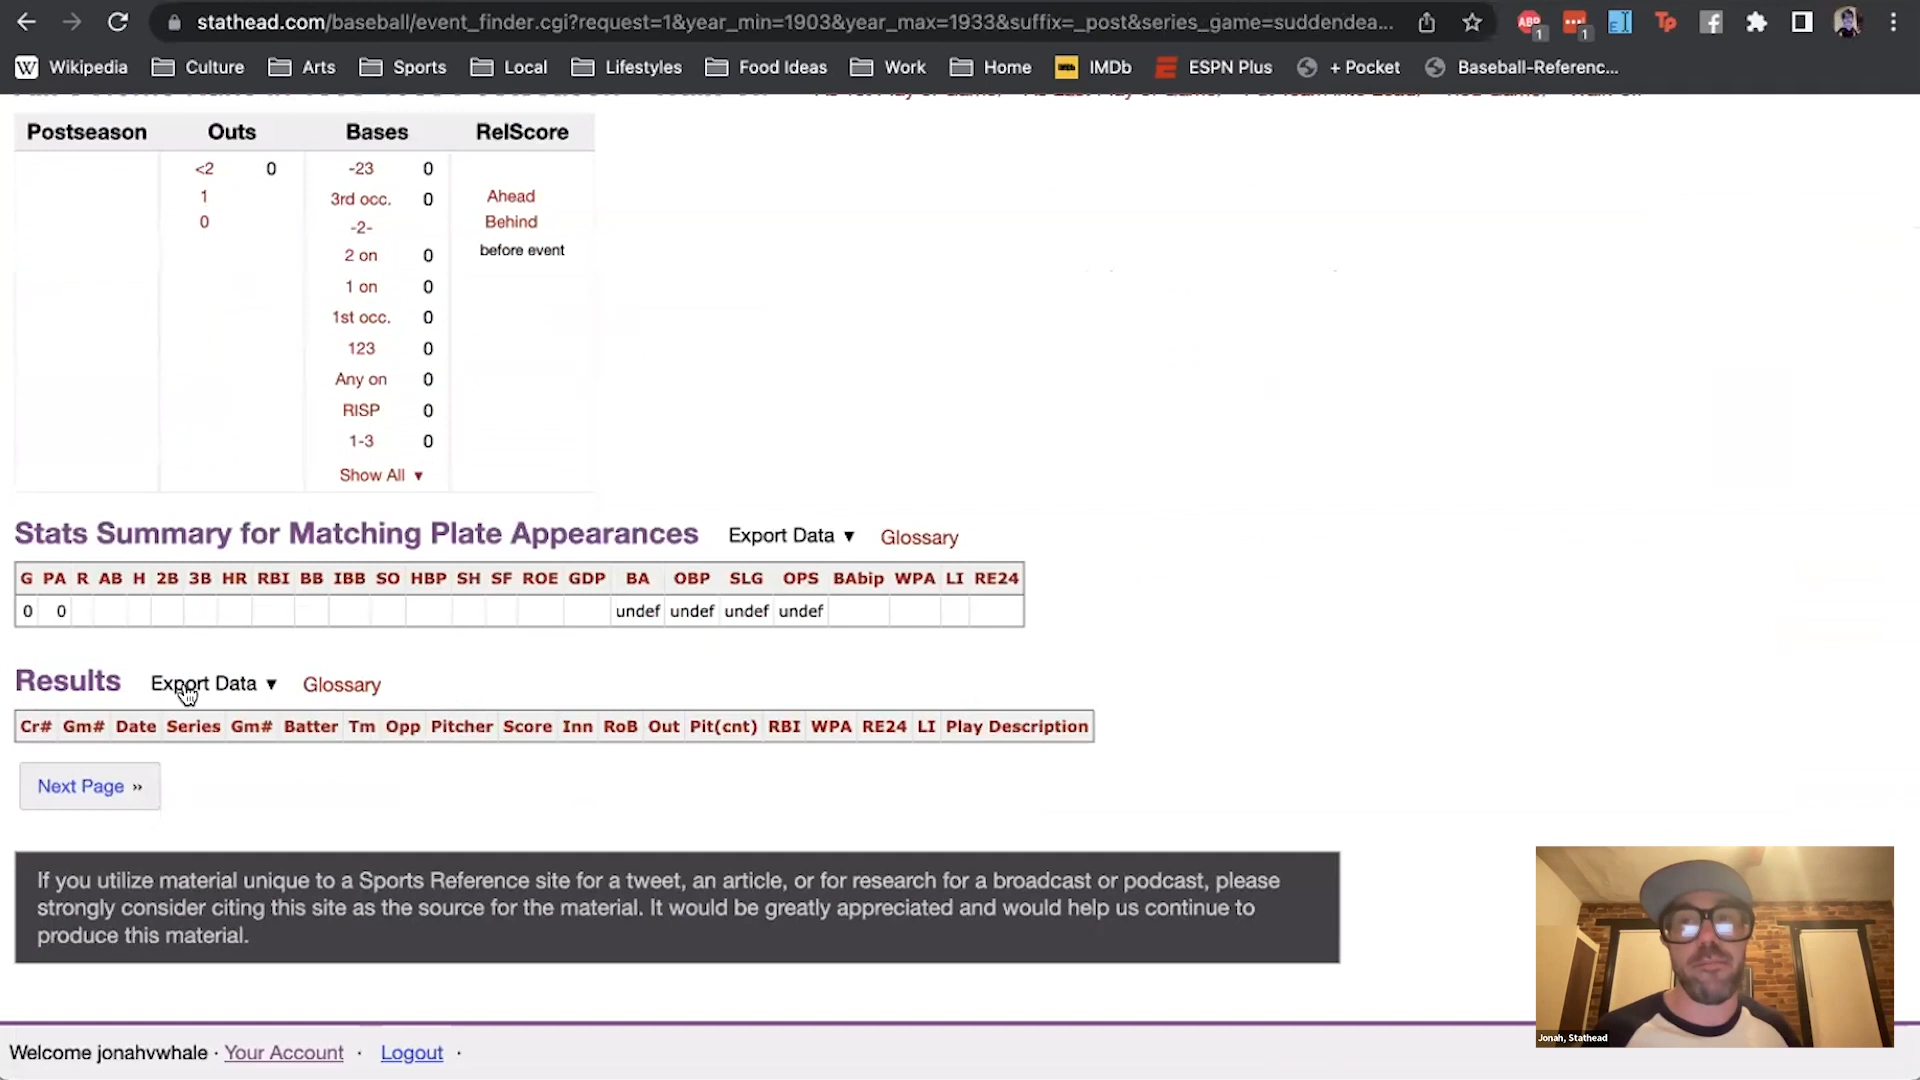 stathead.com/baseball/event_finder.cgi?request=1&year_min=1903&year_max=1933&suffix=_post&series_game=suddendea...
ABP 1 1 Tp
W Wikipedia Culture Arts Sports Local Lifestyles Food Ideas Work Home IMDb ESPN Plus + Pocket Baseball-Referenc...
Postseason Outs Bases RelScore
<2 0 -23 0
1 3rd occ. 0 Ahead
0 -2- Behind
2 on 0 before event
1 on 0
1st occ. 0
123 0
Any on 0
RISP 0
1-3 0
Show All ▼
Stats Summary for Matching Plate Appearances Export Data ▼ Glossary
G PA R AB H 2B 3B HR RBI BB IBB SO HBP SH SF ROE GDP BA OBP SLG OPS BAbip WPA LI RE24
0 0 undef undef undef undef
Results Export Data ▼ Glossary
Cr# Gm# Date Series Gm# Batter Tm Opp Pitcher Score Inn RoB Out Pit(cnt) RBI WPA RE24 LI Play Description
Next Page »
If you utilize material unique to a Sports Reference site for a tweet, an article, or for research for a broadcast or podcast, please
strongly consider citing this site as the source for the material. It would be greatly appreciated and would help us continue to
produce this material.
Jonah, Stathead
Welcome jonahvwhale · Your Account · Logout ·